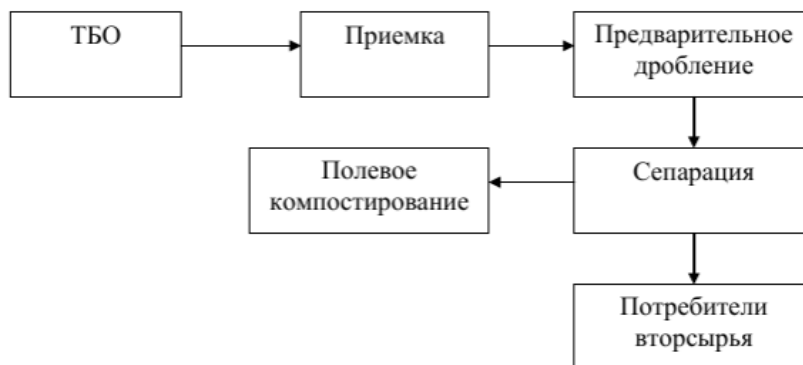 ТБО
Приемка
Предварительное
дробление
Полевое
компостирование
Сепарация
Потребители
вторсырья